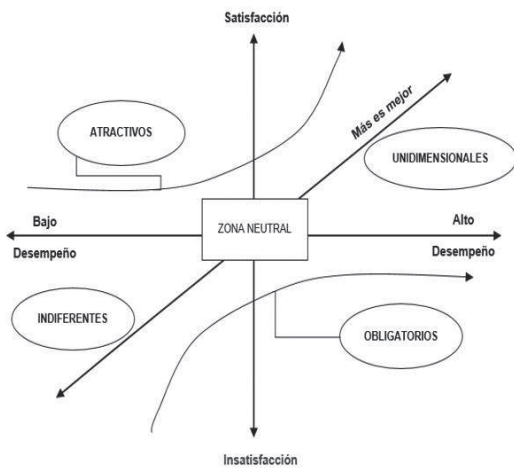 Satisfacción
Más es mejor
ATRACTIVOS
UNIDIMENSIONALES
Bajo
Desempeño
ZONA NEUTRAL
Alto
Desempeño
INDIFERENTES
OBLIGATORIOS
Insatisfacción